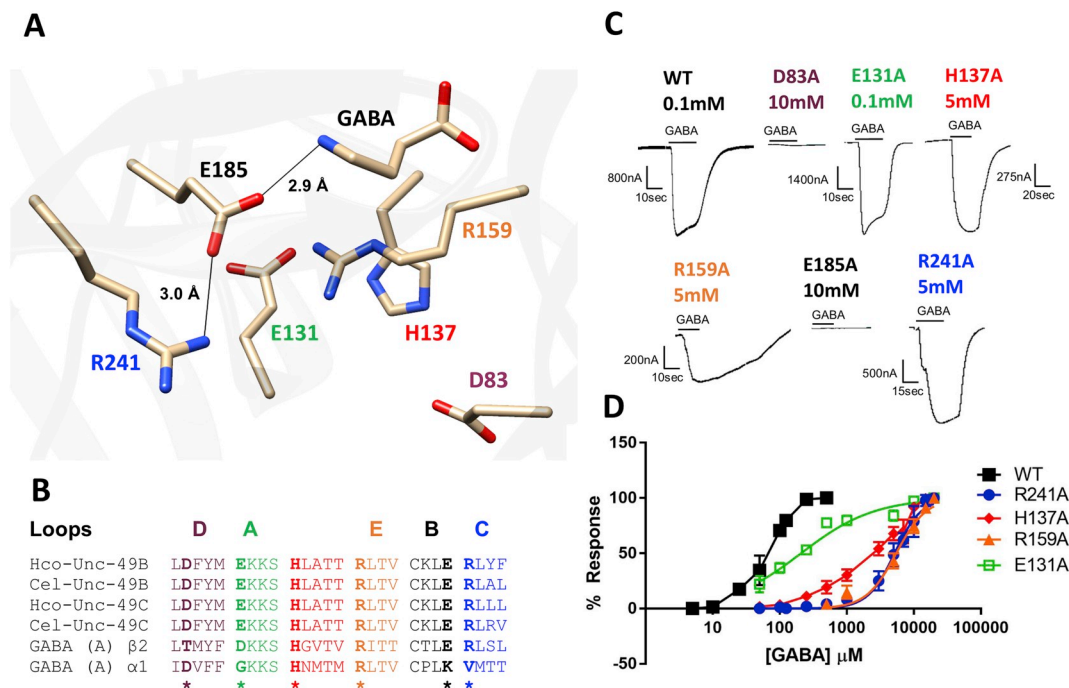 A
GABA
E185
2.9 Å
R159
3.0 Å
E131
H137
R241
D83
B
Loops D A E B C
Hco-Unc-49B LDFYM EKKS HLATT RLTV CKLE RLYF
Cel-Unc-49B LDFYM EKKS HLATT RLTV CKLE RLAL
Hco-Unc-49C LDFYM EKKS HLATT RLTV CKLE RLLL
Cel-Unc-49C LDFYM EKKS HLATT RLTV CKLE RLRV
GABA (A) β2 LTMYF DKKS HGVTV RITT CTLE RLSL
GABA (A) α1 IDVFF GKKS HNMTM RLTV CPLK VMTT
* * * * * *
C
WT D83A E131A H137A
0.1mM 10mM 0.1mM 5mM
GABA GABA GABA GABA
800nA 1400nA 275nA
10sec 10sec 20sec
R159A E185A R241A
5mM 10mM 5mM
GABA GABA GABA
200nA 500nA
10sec 15sec
D
150
100
50
0
-50
% Response
10 100 1000 10000 100000
[GABA] µM
WT
R241A
H137A
R159A
E131A